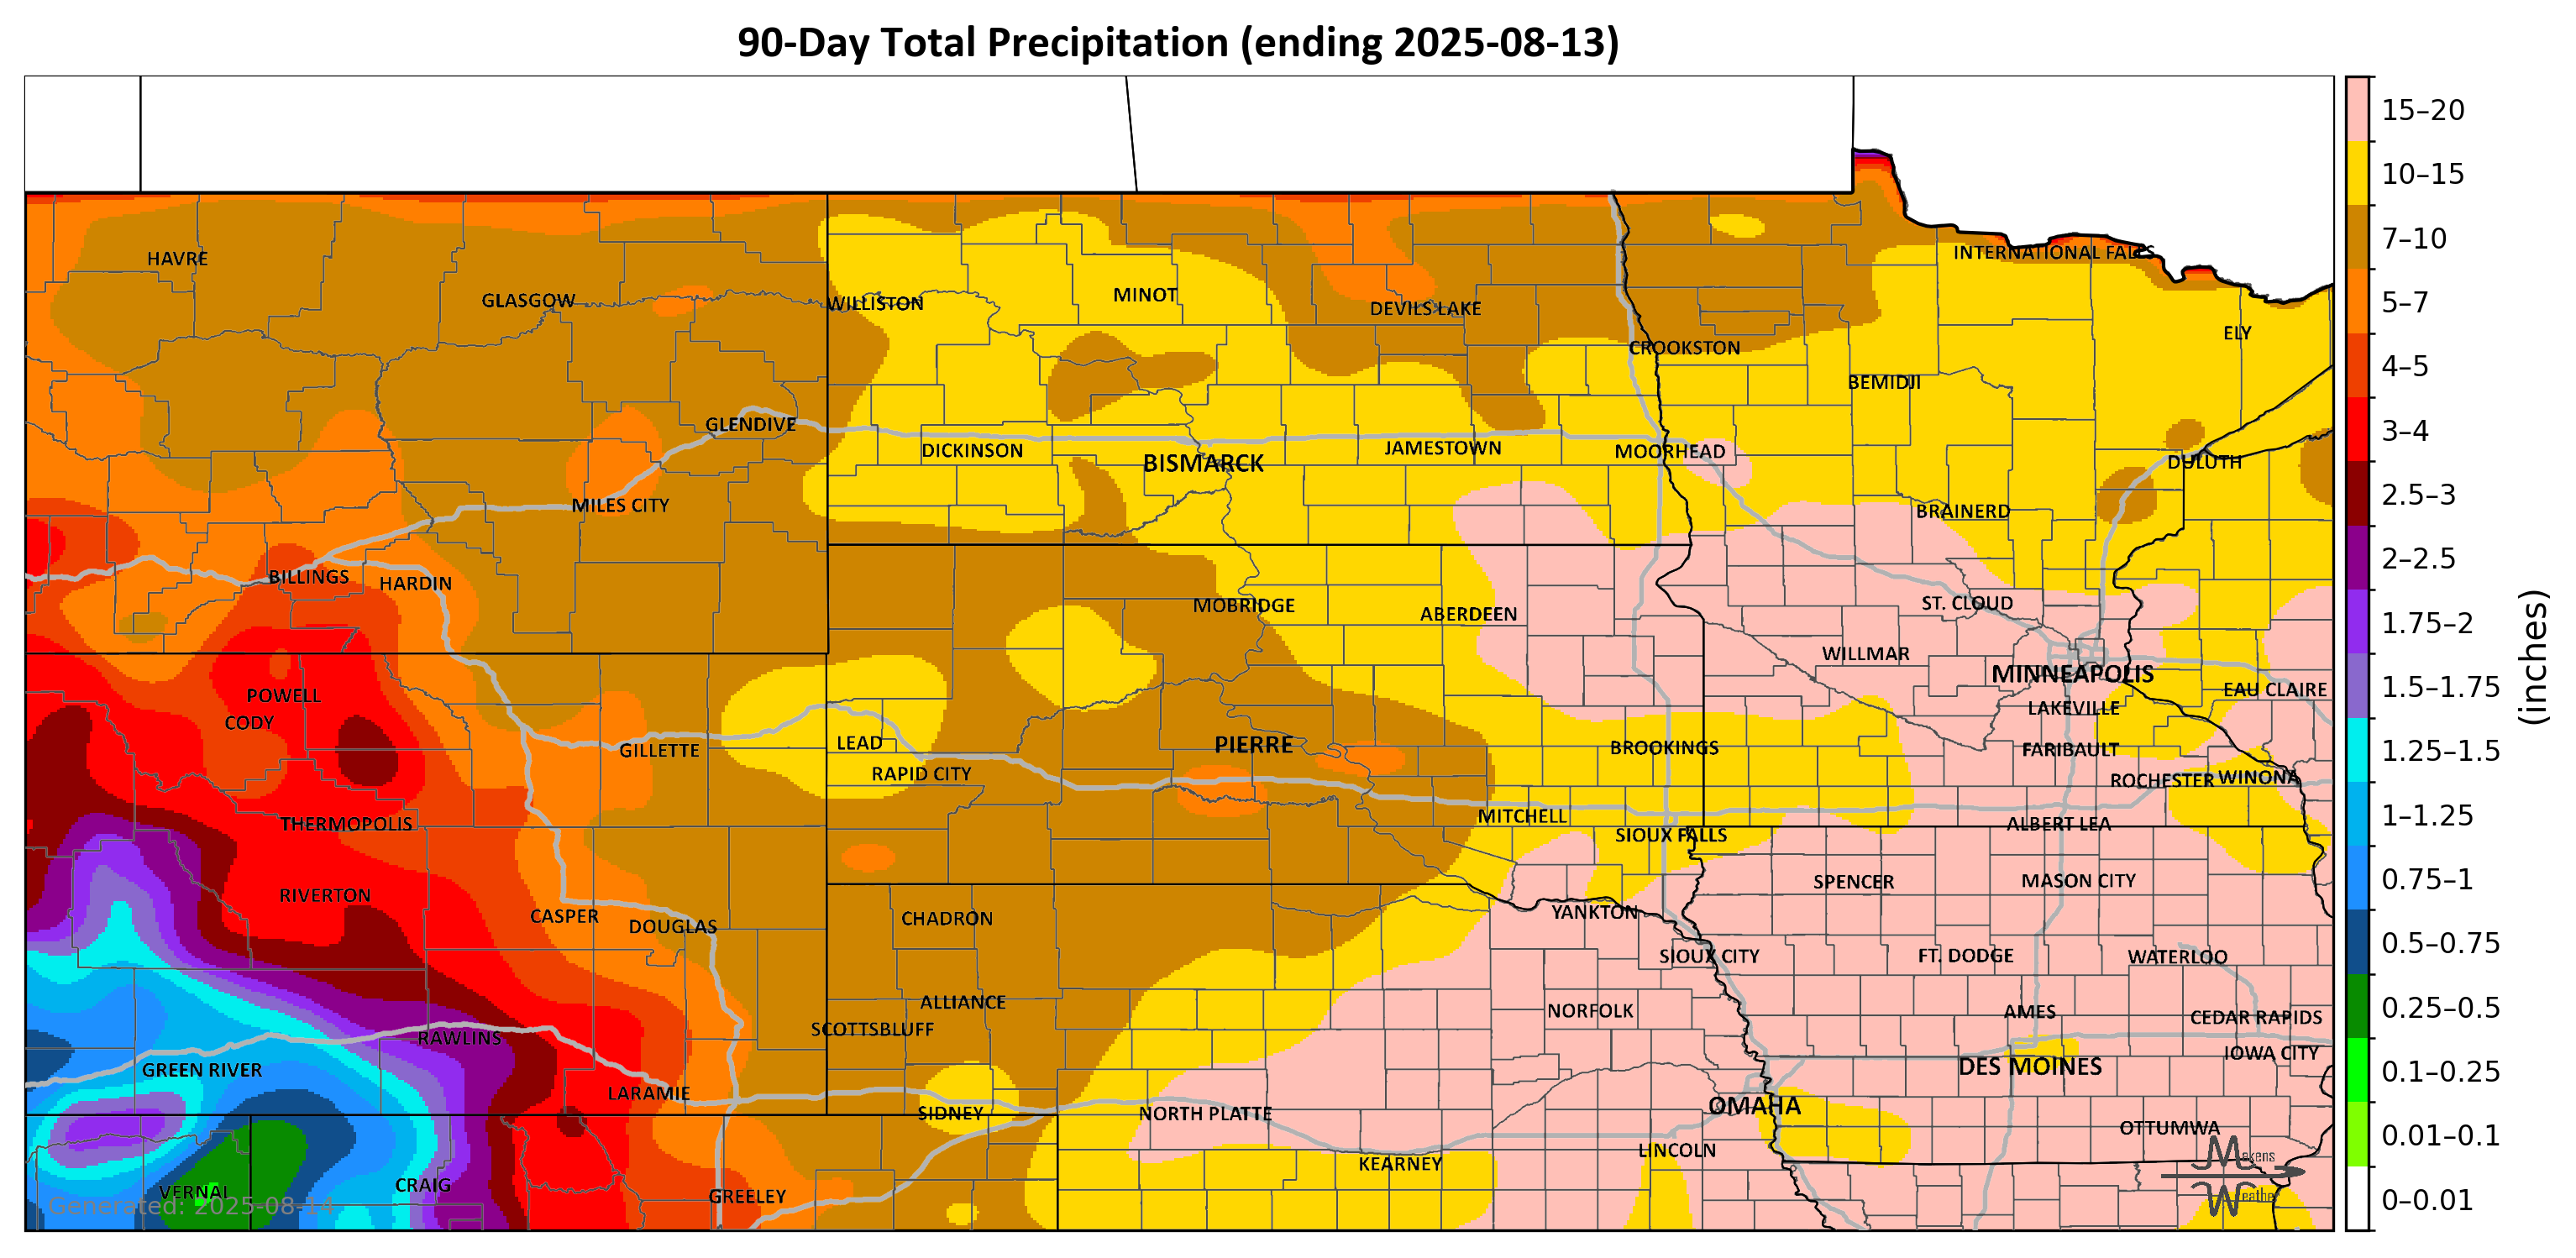 90-Day Total Precipitation (ending 2025-08-13)
15–20
10–15
7–10
5–7
4–5
3–4
2.5–3
2–2.5
1.75–2
1.5–1.75
1.25–1.5
1–1.25
0.75–1
0.5–0.75
0.25–0.5
0.1–0.25
0.01–0.1
0–0.01
(inches)
HAVRE
INTERNATIONAL FALLS
GLASGOW
WILLISTON
MINOT
DEVILS LAKE
ELY
CROOKSTON
BEMIDJI
GLENDIVE
DICKINSON
BISMARCK
JAMESTOWN
MOORHEAD
DULUTH
MILES CITY
BRAINERD
BILLINGS
HARDIN
MOBRIDGE
ABERDEEN
ST. CLOUD
WILLMAR
MINNEAPOLIS
POWELL
EAU CLAIRE
CODY
LAKEVILLE
GILLETTE
LEAD
PIERRE
BROOKINGS
FARIBAULT
RAPID CITY
ROCHESTER
WINONA
THERMOPOLIS
MITCHELL
SIOUX FALLS
ALBERT LEA
RIVERTON
SPENCER
MASON CITY
CASPER
DOUGLAS
CHADRON
YANKTON
SIOUX CITY
FT. DODGE
WATERLOO
ALLIANCE
NORFOLK
AMES
CEDAR RAPIDS
SCOTTSBLUFF
RAWLINS
IOWA CITY
GREEN RIVER
DES MOINES
LARAMIE
OMAHA
SIDNEY
NORTH PLATTE
OTTUMWA
LINCOLN
KEARNEY
VERNAL
CRAIG
GREELEY
Generated: 2025-08-14
Makens
Weather